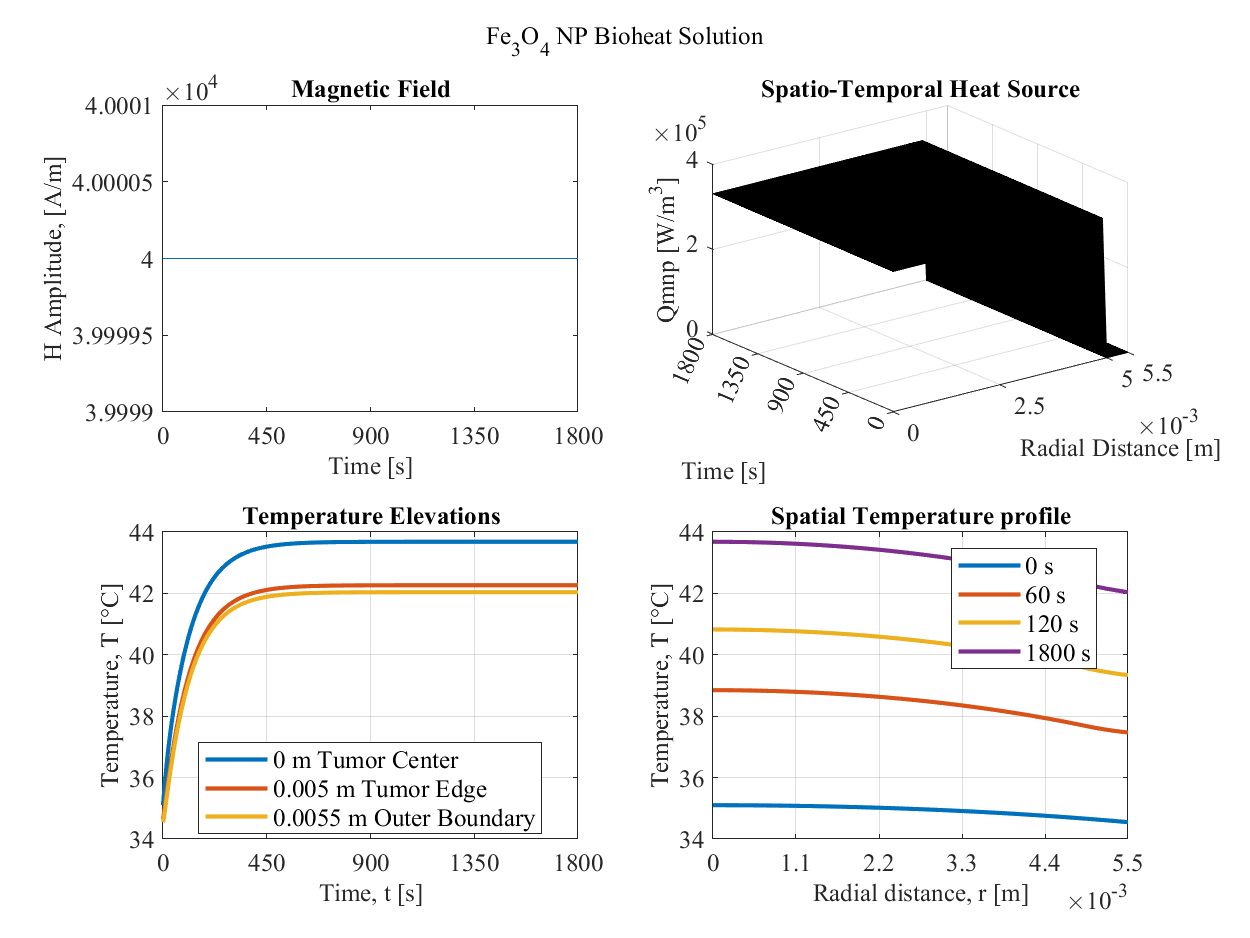 Fe3O4 NP Bioheat Solution
Magnetic Field
×10^4
4.0001
4.00005
4
3.99995
3.9999
H Amplitude, [A/m]
0 450 900 1350 1800
Time [s]
Spatio-Temporal Heat Source
×10^5
4
2
0
Qmnp [W/m^3]
1800 1350 900 450 0
Time [s]
0 2.5 5 5.5
×10^-3
Radial Distance [m]
Temperature Elevations
44
42
40
38
36
34
Temperature, T [°C]
0 m Tumor Center
0.005 m Tumor Edge
0.0055 m Outer Boundary
0 450 900 1350 1800
Time, t [s]
Spatial Temperature profile
44
42
40
38
36
34
Temperature, T [°C]
0 s
60 s
120 s
1800 s
0 1.1 2.2 3.3 4.4 5.5
Radial distance, r [m]
×10^-3